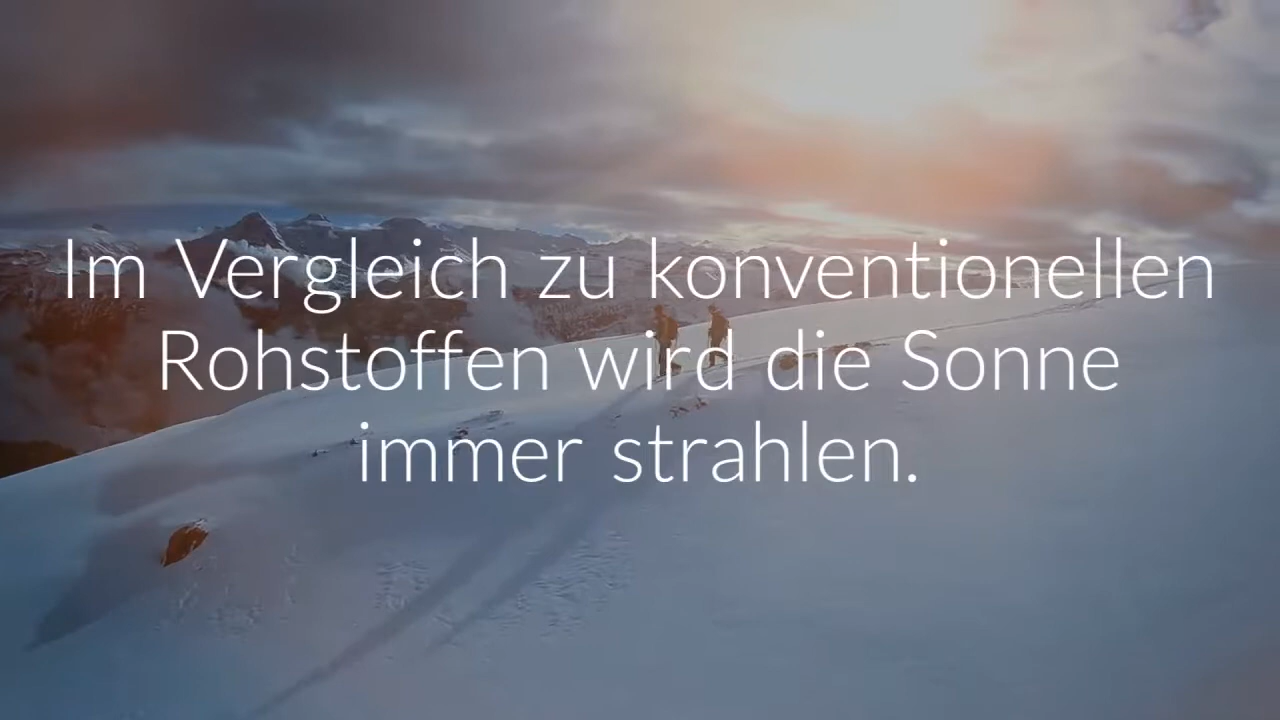 Im Vergleich zu konventionellen
Rohstoffen wird die Sonne
immer strahlen.